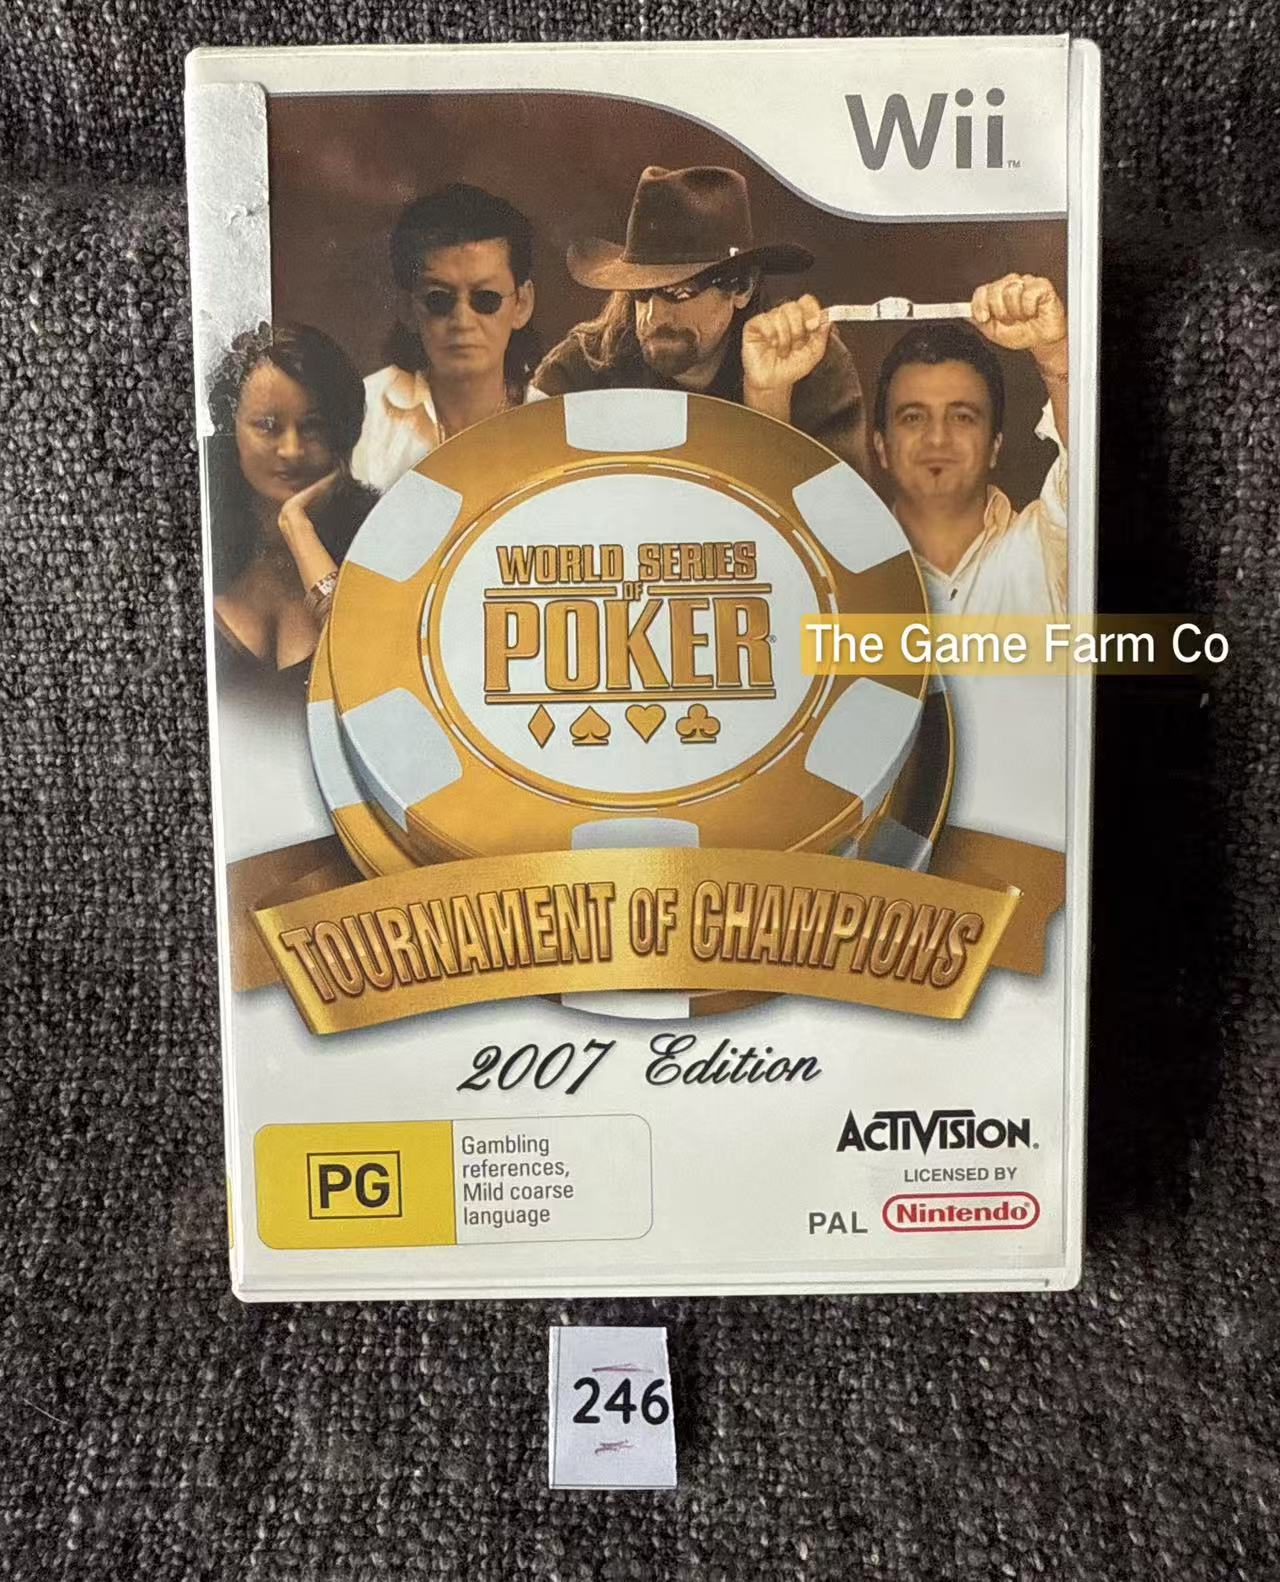 Wii™
WORLD SERIES
OF
POKER®
TOURNAMENT OF CHAMPIONS
2007 Edition
PG
Gambling
references,
Mild coarse
language
ACTIVISION®
LICENSED BY
PAL Nintendo®
The Game Farm Co
246